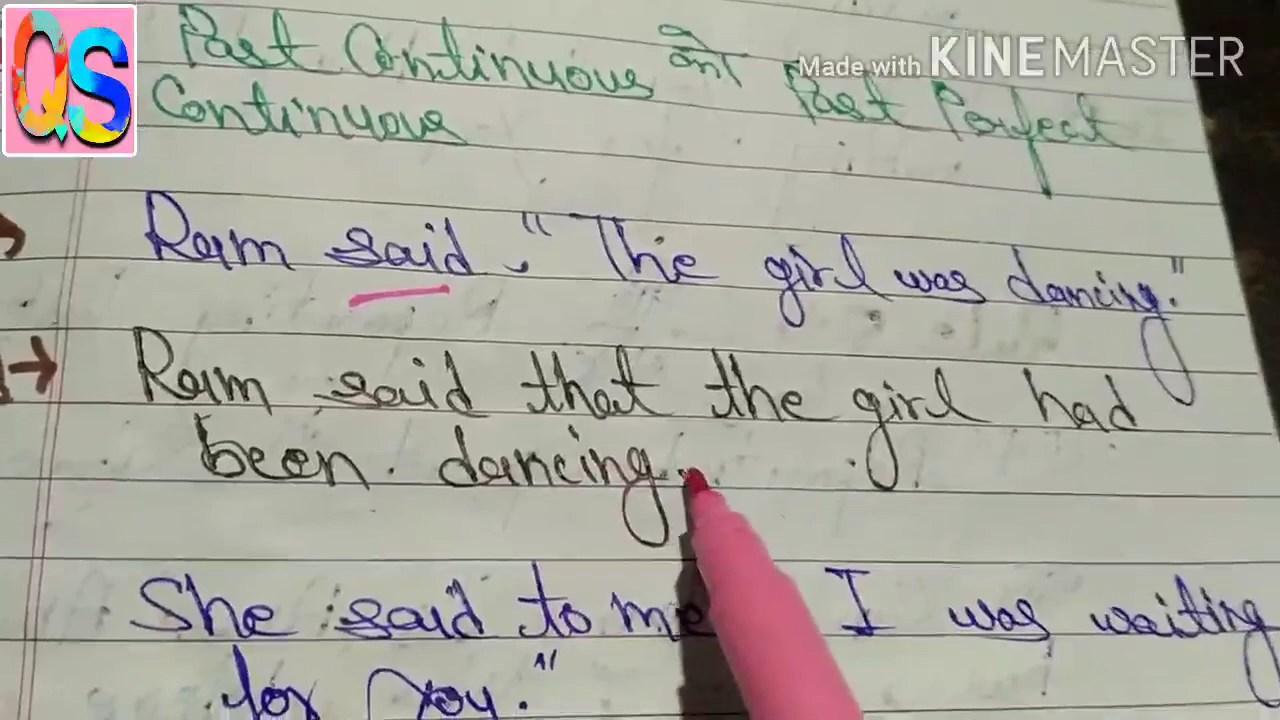 QS
Made with KINEMASTER
Past Continuous को Past Perfect
Continuous
Ram said, "The girl was dancing."
Ram said that the girl had
been dancing.
She said to me I was waiting
for you."